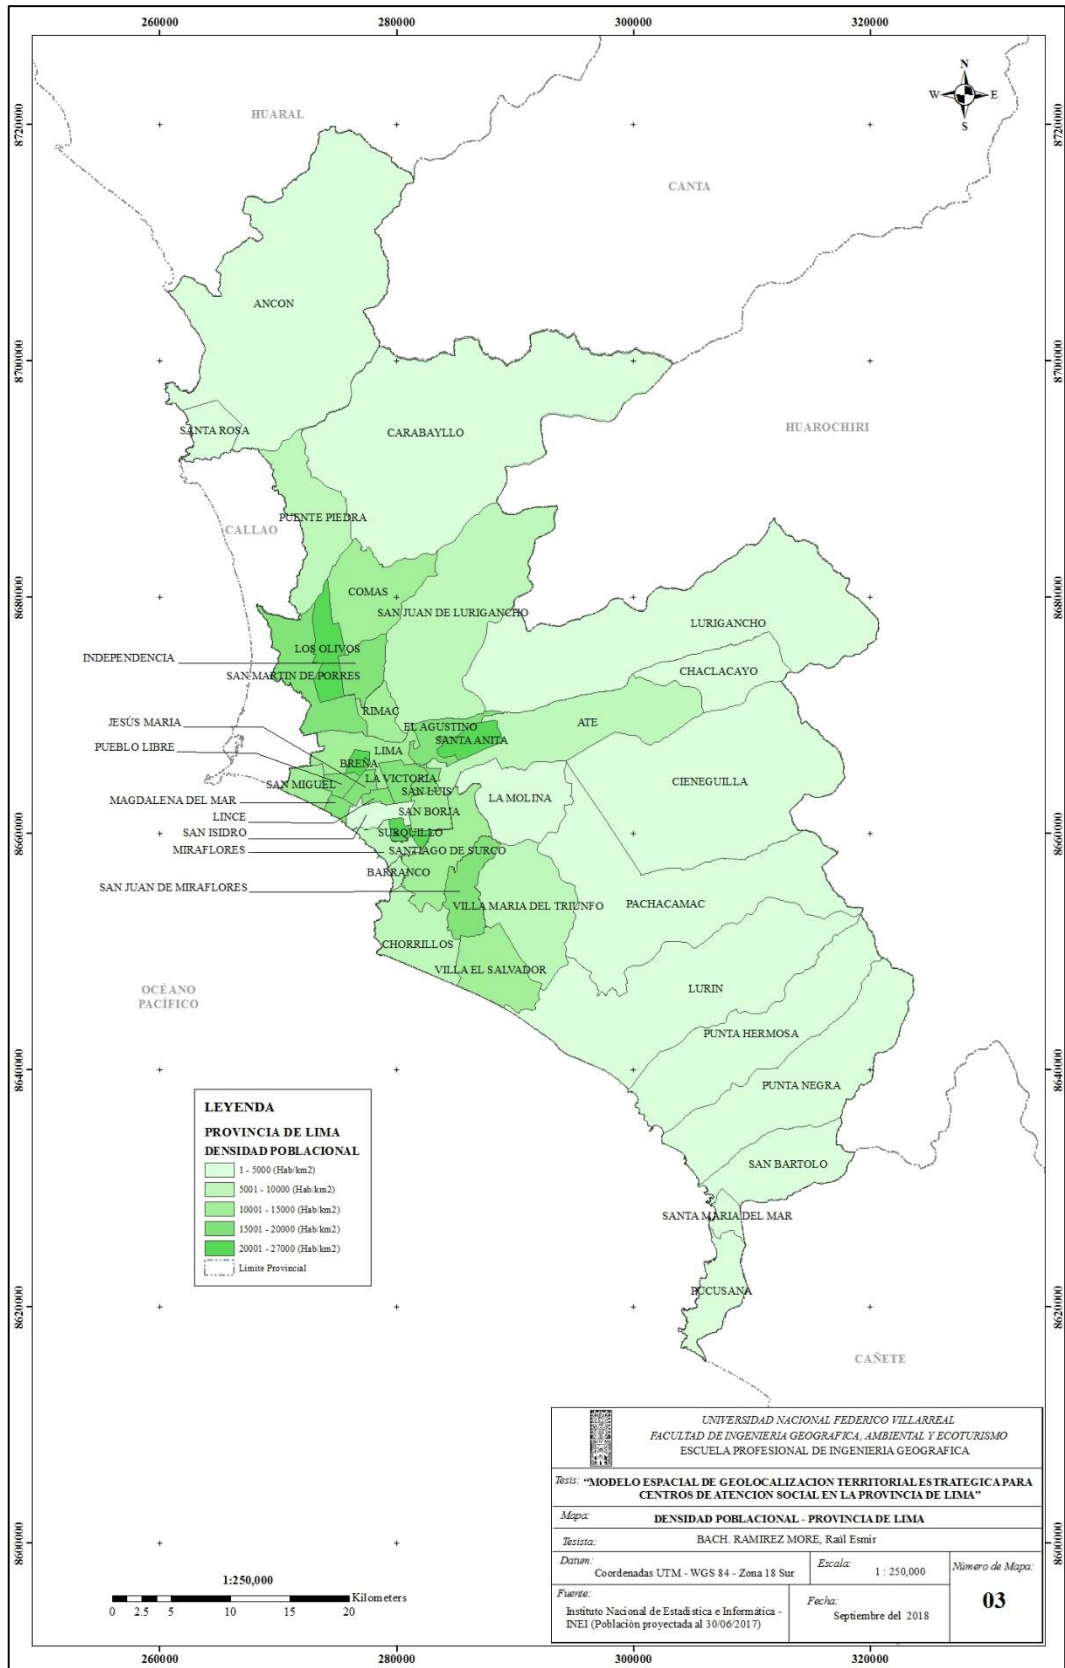 260000
280000
300000
320000
8720000
8700000
8680000
8660000
8640000
8620000
8600000
8720000
8700000
8680000
8660000
8640000
8620000
8600000
N
W
E
S
HUARAL
CANTA
HUAROCHIRI
CALLAO
OCÉANO
PACÍFICO
CAÑETE
ANCON
SANTA ROSA
CARABAYLLO
PUENTE PIEDRA
COMAS
SAN JUAN DE LURIGANCHO
LURIGANCHO
CHACLACAYO
LOS OLIVOS
INDEPENDENCIA
SAN MARTIN DE PORRES
RIMAC
JESÚS MARIA
EL AGUSTINO
ATE
SANTA ANITA
PUEBLO LIBRE
LIMA
BREÑA
CIENEGUILLA
LA VICTORIA
SAN MIGUEL
SAN LUIS
LA MOLINA
MAGDALENA DEL MAR
LINCE
SAN BORJA
SAN ISIDRO
SURQUILLO
MIRAFLORES
SANTIAGO DE SURCO
BARRANCO
SAN JUAN DE MIRAFLORES
VILLA MARIA DEL TRIUNFO
PACHACAMAC
CHORRILLOS
VILLA EL SALVADOR
LURIN
PUNTA HERMOSA
PUNTA NEGRA
SAN BARTOLO
SANTA MARIA DEL MAR
PUCUSANA
LEYENDA
PROVINCIA DE LIMA
DENSIDAD POBLACIONAL
1 - 5000 (Hab/km2)
5001 - 10000 (Hab/km2)
10001 - 15000 (Hab/km2)
15001 - 20000 (Hab/km2)
20001 - 27000 (Hab/km2)
Limite Provincial
1:250,000
Kilometers
0 2.5 5 10 15 20
UNIVERSIDAD NACIONAL FEDERICO VILLARREAL
FACULTAD DE INGENIERIA GEOGRAFICA, AMBIENTAL Y ECOTURISMO
ESCUELA PROFESIONAL DE INGENIERIA GEOGRAFICA
Tesis: "MODELO ESPACIAL DE GEOLOCALIZACION TERRITORIAL ESTRATEGICA PARA
CENTROS DE ATENCION SOCIAL EN LA PROVINCIA DE LIMA"
Mapa: DENSIDAD POBLACIONAL - PROVINCIA DE LIMA
Tesista: BACH. RAMIREZ MORE, Raúl Esmir
Datum:
Coordenadas UTM - WGS 84 - Zona 18 Sur
Escala:
1 : 250,000
Número de Mapa:
03
Fuente:
Instituto Nacional de Estadistica e Informática -
INEI (Población proyectada al 30/06/2017)
Fecha:
Septiembre del 2018
260000
280000
300000
320000